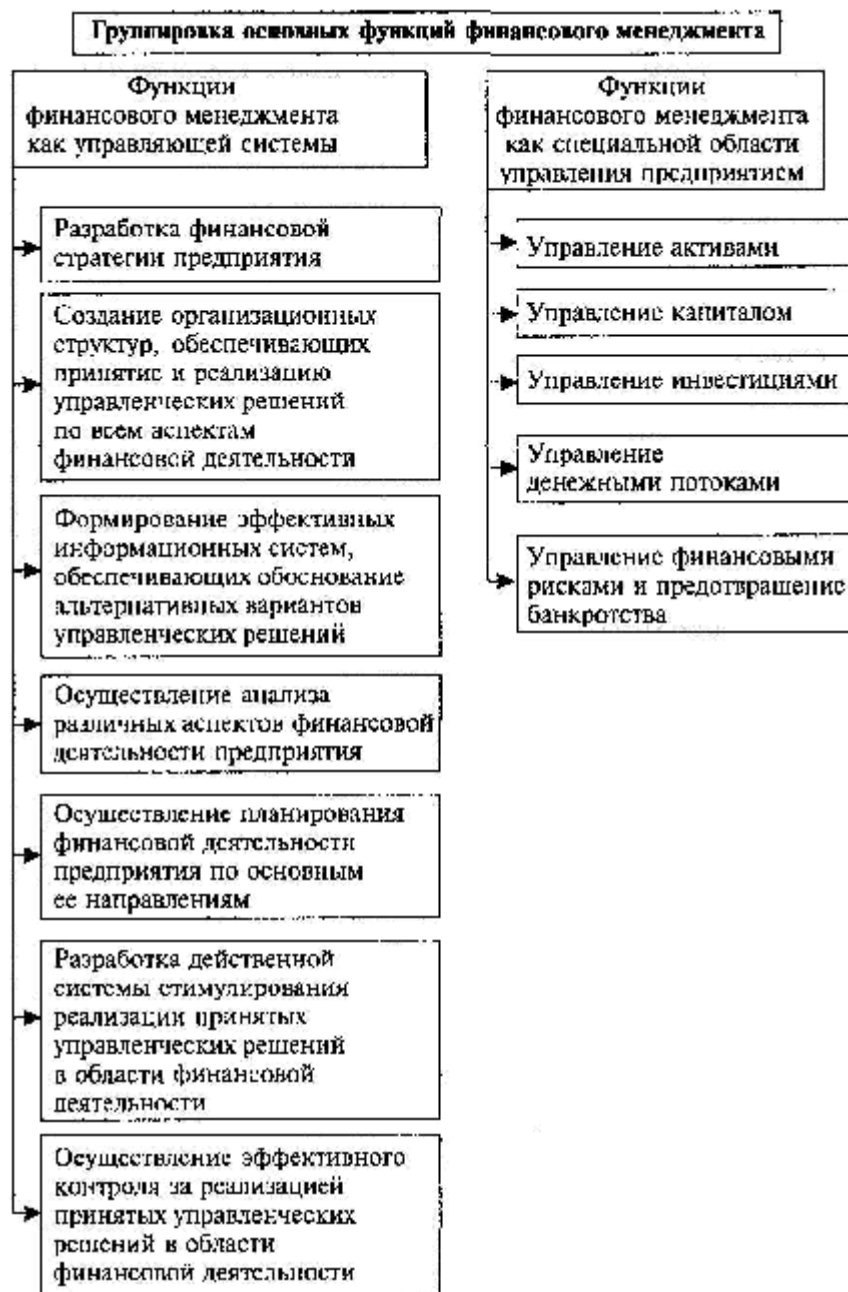 Группировка основных функций финансового менеджмента
Функции
финансового менеджмента
как управляющей системы
Разработка финансовой
стратегии предприятия
Создание организационных
структур, обеспечивающих
принятие и реализацию
управленческих решений
по всем аспектам
финансовой деятельности
Формирование эффективных
информационных систем,
обеспечивающих обоснование
альтернативных вариантов
управленческих решений
Осуществление анализа
различных аспектов финансовой
деятельности предприятия
Осуществление планирования
финансовой деятельности
предприятия по основным
ее направлениям
Разработка действенной
системы стимулирования
реализации принятых
управленческих решений
в области финансовой
деятельности
Осуществление эффективного
контроля за реализацией
принятых управленческих
решений в области
финансовой деятельности
Функции
финансового менеджмента
как специальной области
управления предприятием
Управление активами
Управление капиталом
Управление инвестициями
Управление
денежными потоками
Управление финансовыми
рисками и предотвращение
банкротства